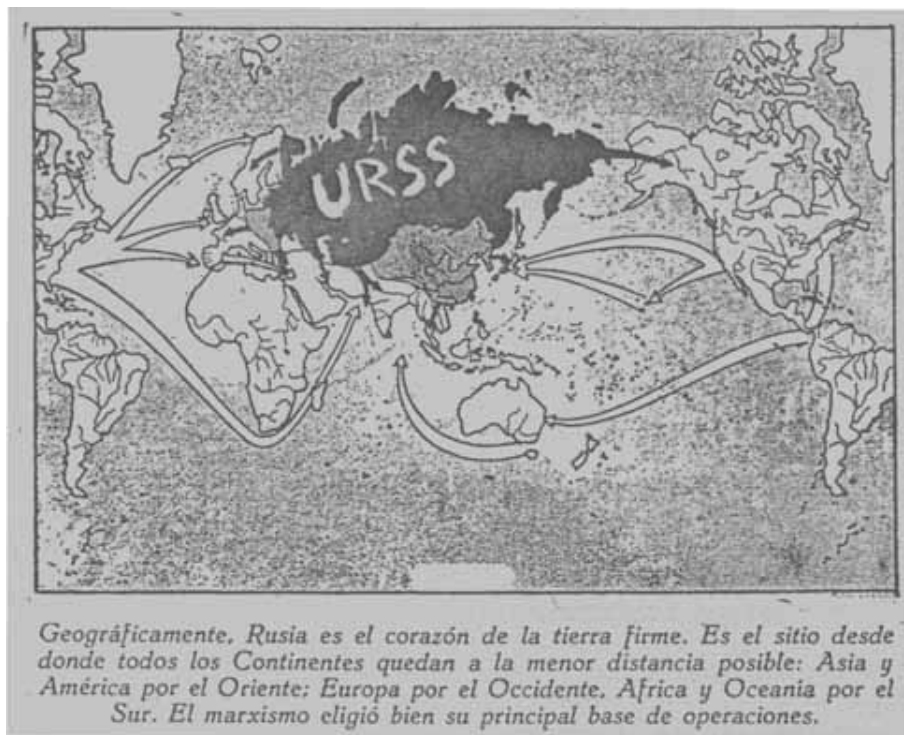 URSS
Geográficamente, Rusia es el corazón de la tierra firme. Es el sitio desde
donde todos los Continentes quedan a la menor distancia posible: Asia y
América por el Oriente; Europa por el Occidente, Africa y Oceanía por el
Sur. El marxismo eligió bien su principal base de operaciones.